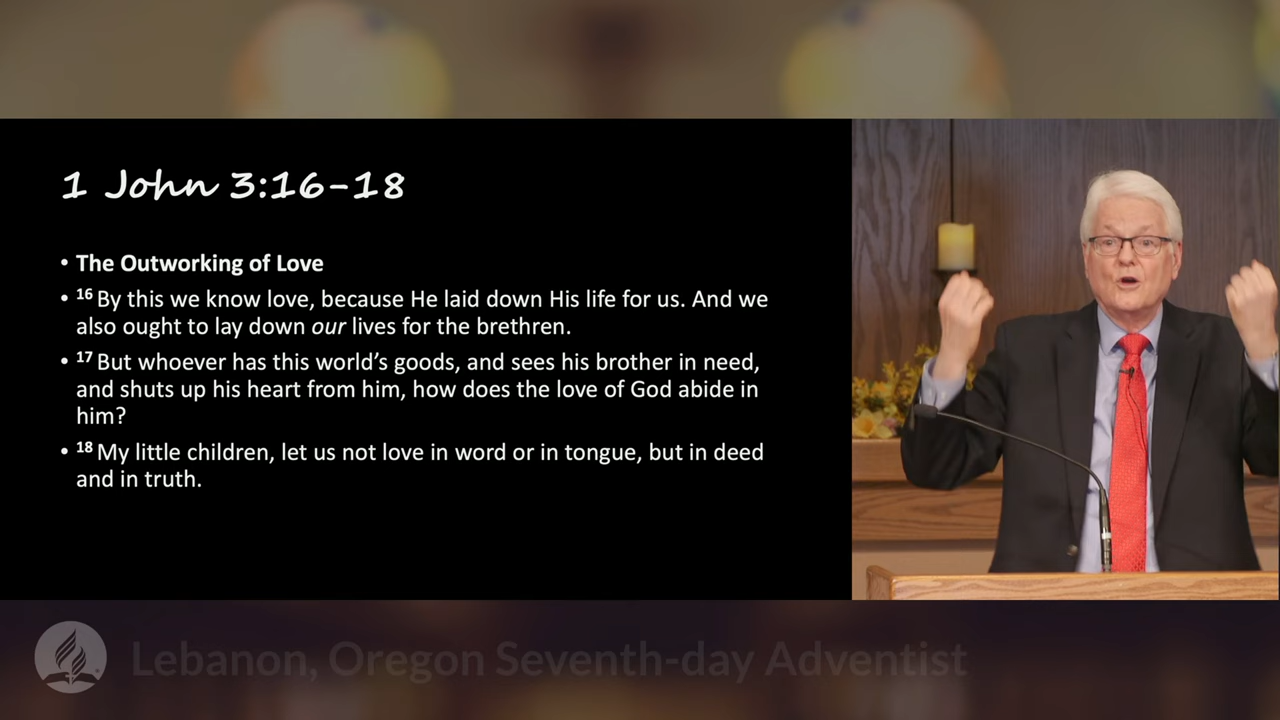 1 John 3:16-18
• The Outworking of Love
• 16 By this we know love, because He laid down His life for us. And we
also ought to lay down our lives for the brethren.
• 17 But whoever has this world’s goods, and sees his brother in need,
and shuts up his heart from him, how does the love of God abide in
him?
• 18 My little children, let us not love in word or in tongue, but in deed
and in truth.
Lebanon, Oregon Seventh-day Adventist